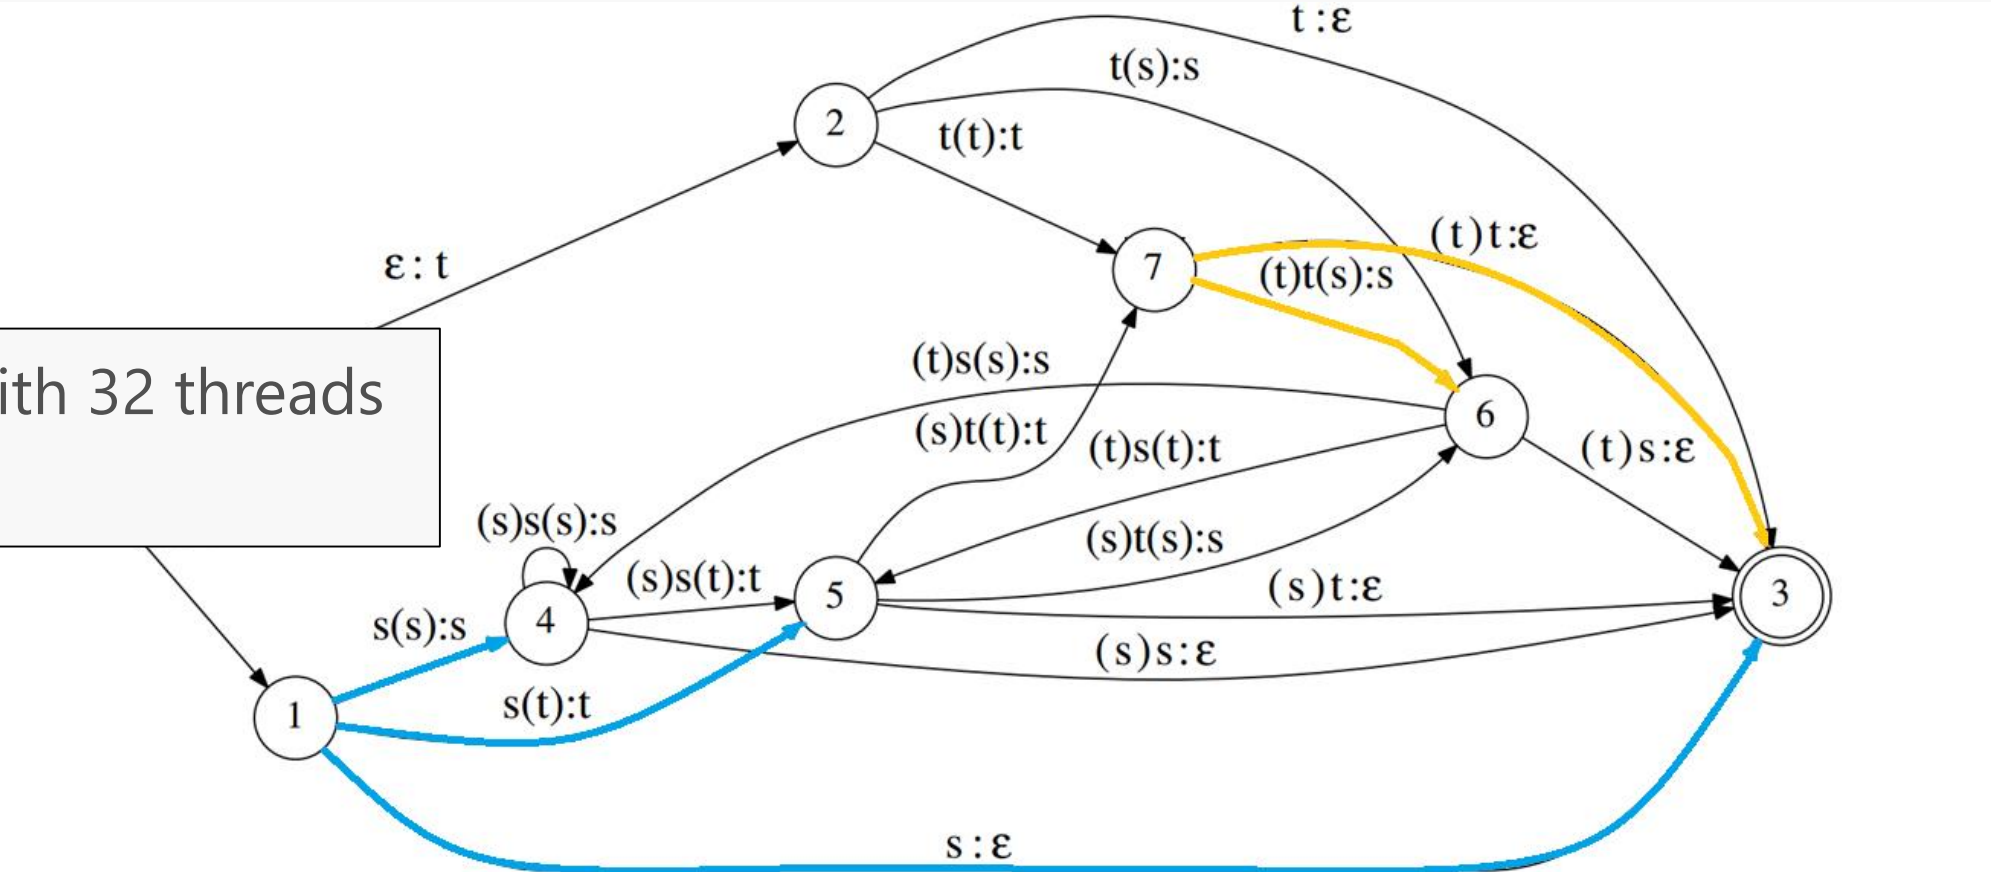 t:ε
t(s):s
2
t(t):t
(t)t:ε
ε:t
7
(t)t(s):s
ith 32 threads
(t)s(s):s
(s)t(t):t
(t)s(t):t
6
(t)s:ε
(s)s(s):s
(s)s(t):t
(s)t(s):s
5
(s)t:ε
3
4
s(s):s
(s)s:ε
1
s(t):t
s:ε